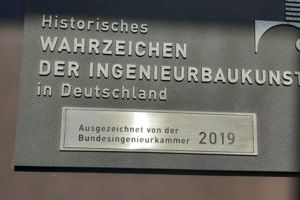 Historisches
WAHRZEICHEN
DER INGENIEURBAUKUNST
in Deutschland
Ausgezeichnet von der
Bundesingenieurkammer 2019